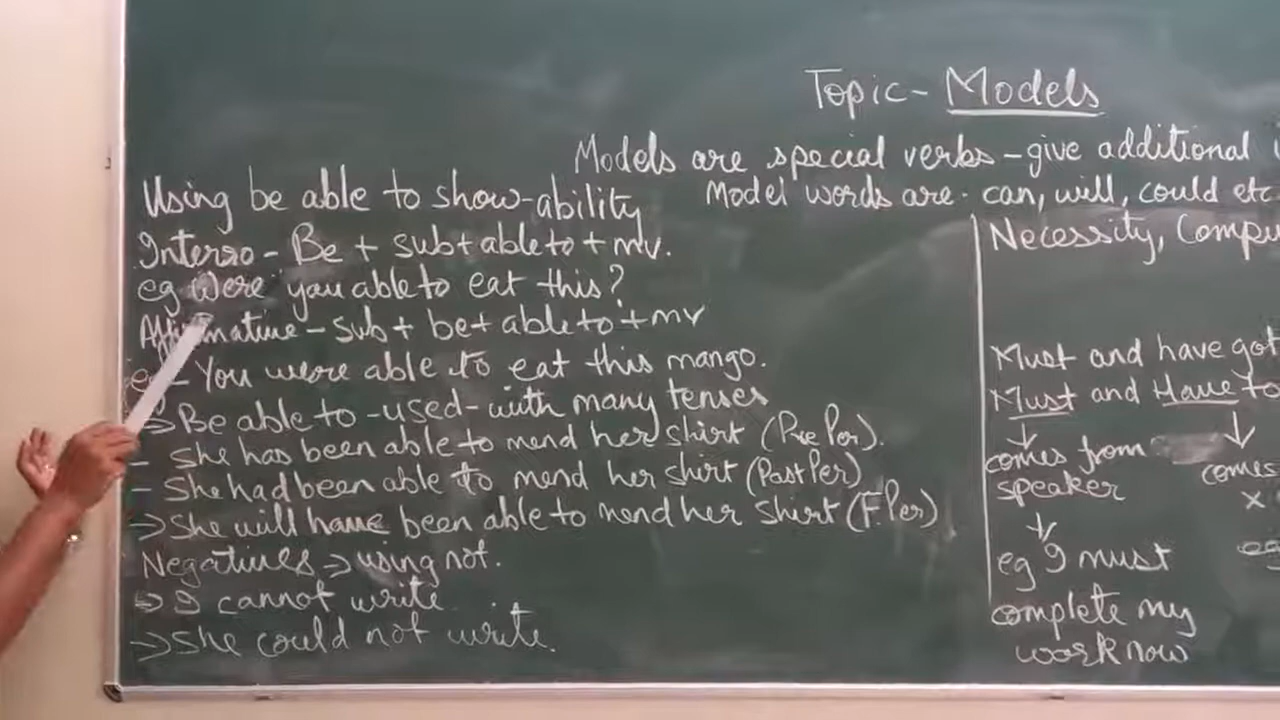 Topic - Models
Models are special verbs - give additional
Model words are - can, will, could etc
Using be able to show - ability
Interro - Be + sub + able to + mv.
eg Were you able to eat this?
Affirmative - sub + be + able to + mv
eg - You were able to eat this mango.
→ Be able to - used - with many tenses
- She has been able to mend her shirt (Pre Per).
- She had been able to mend her shirt (Past Per)
→ She will have been able to mend her shirt (F. Per)
Negatives → using not.
→ I cannot write
→ She could not write.
Necessity,
Must and have got
Must and Have to
↓ ↓
comes from
speaker
comes
x
↓
eg I must
complete my
work now
eg